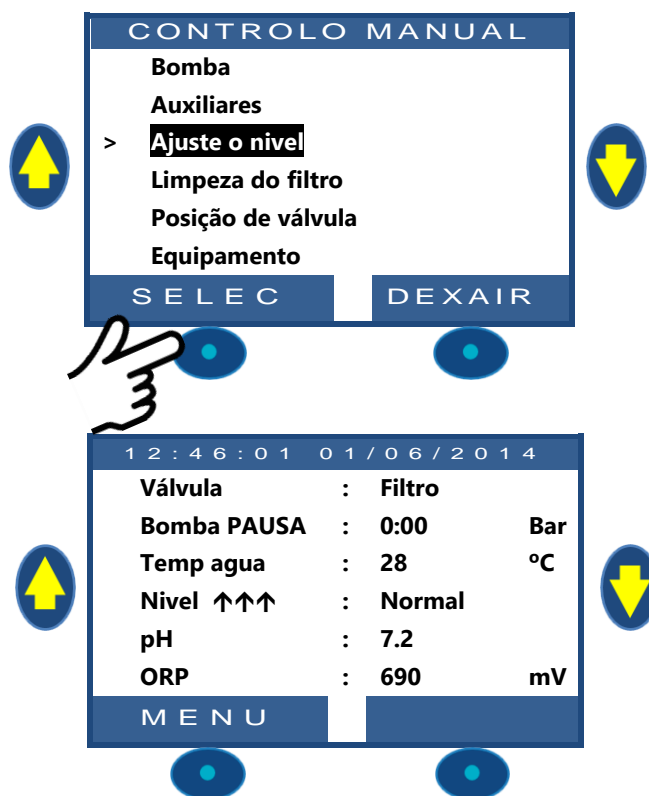 CONTROLO MANUAL
Bomba
Auxiliares
> Ajuste o nivel
Limpeza do filtro
Posição de válvula
Equipamento
SELEC DEXAIR
12:46:01 01/06/2014
Válvula : Filtro
Bomba PAUSA : 0:00 Bar
Temp agua : 28 ºC
Nivel ↑↑↑ : Normal
pH : 7.2
ORP : 690 mV
MENU